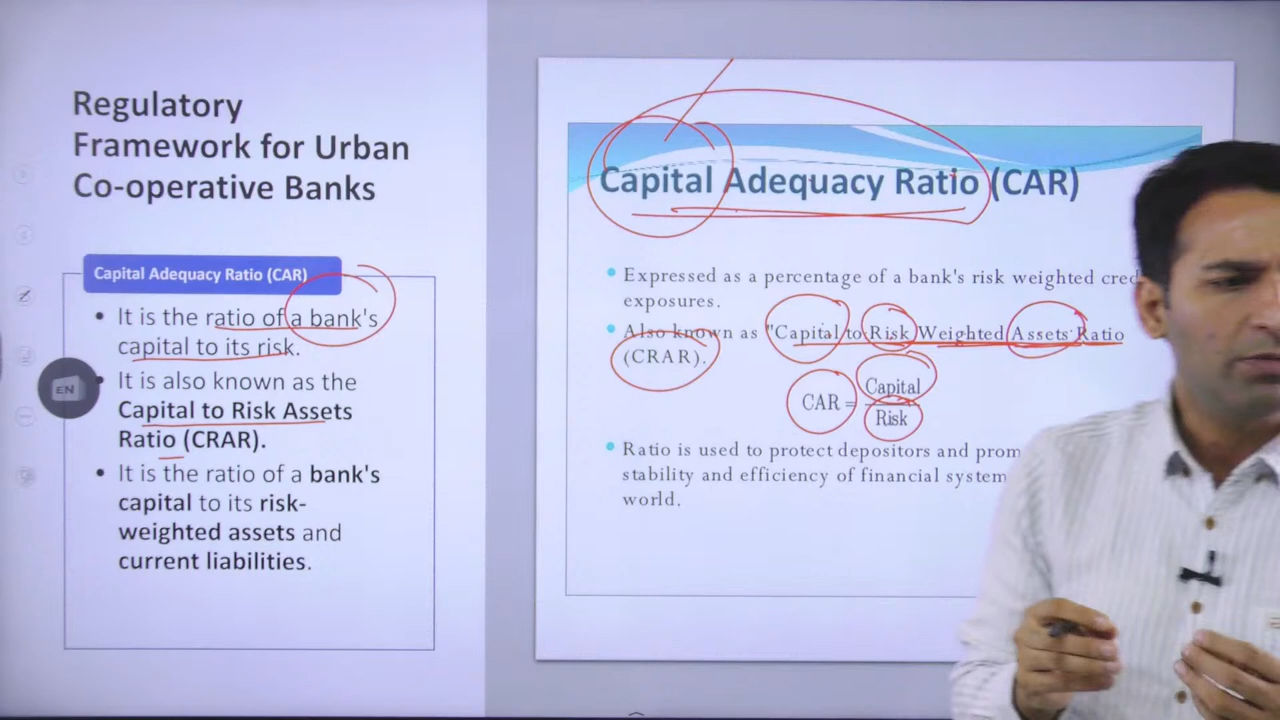 Regulatory
Framework for Urban
Co-operative Banks
Capital Adequacy Ratio (CAR)
• It is the ratio of a bank's
capital to its risk.
• It is also known as the
Capital to Risk Assets
Ratio (CRAR).
• It is the ratio of a bank's
capital to its risk-
weighted assets and
current liabilities.
EN
Capital Adequacy Ratio (CAR)
• Expressed as a percentage of a bank's risk weighted
exposures.
• Also known as "Capital to Risk Weighted Assets Ratio
(CRAR).
CAR = Capital
Risk
• Ratio is used to protect depositors and
stability and efficiency of financial system
world.